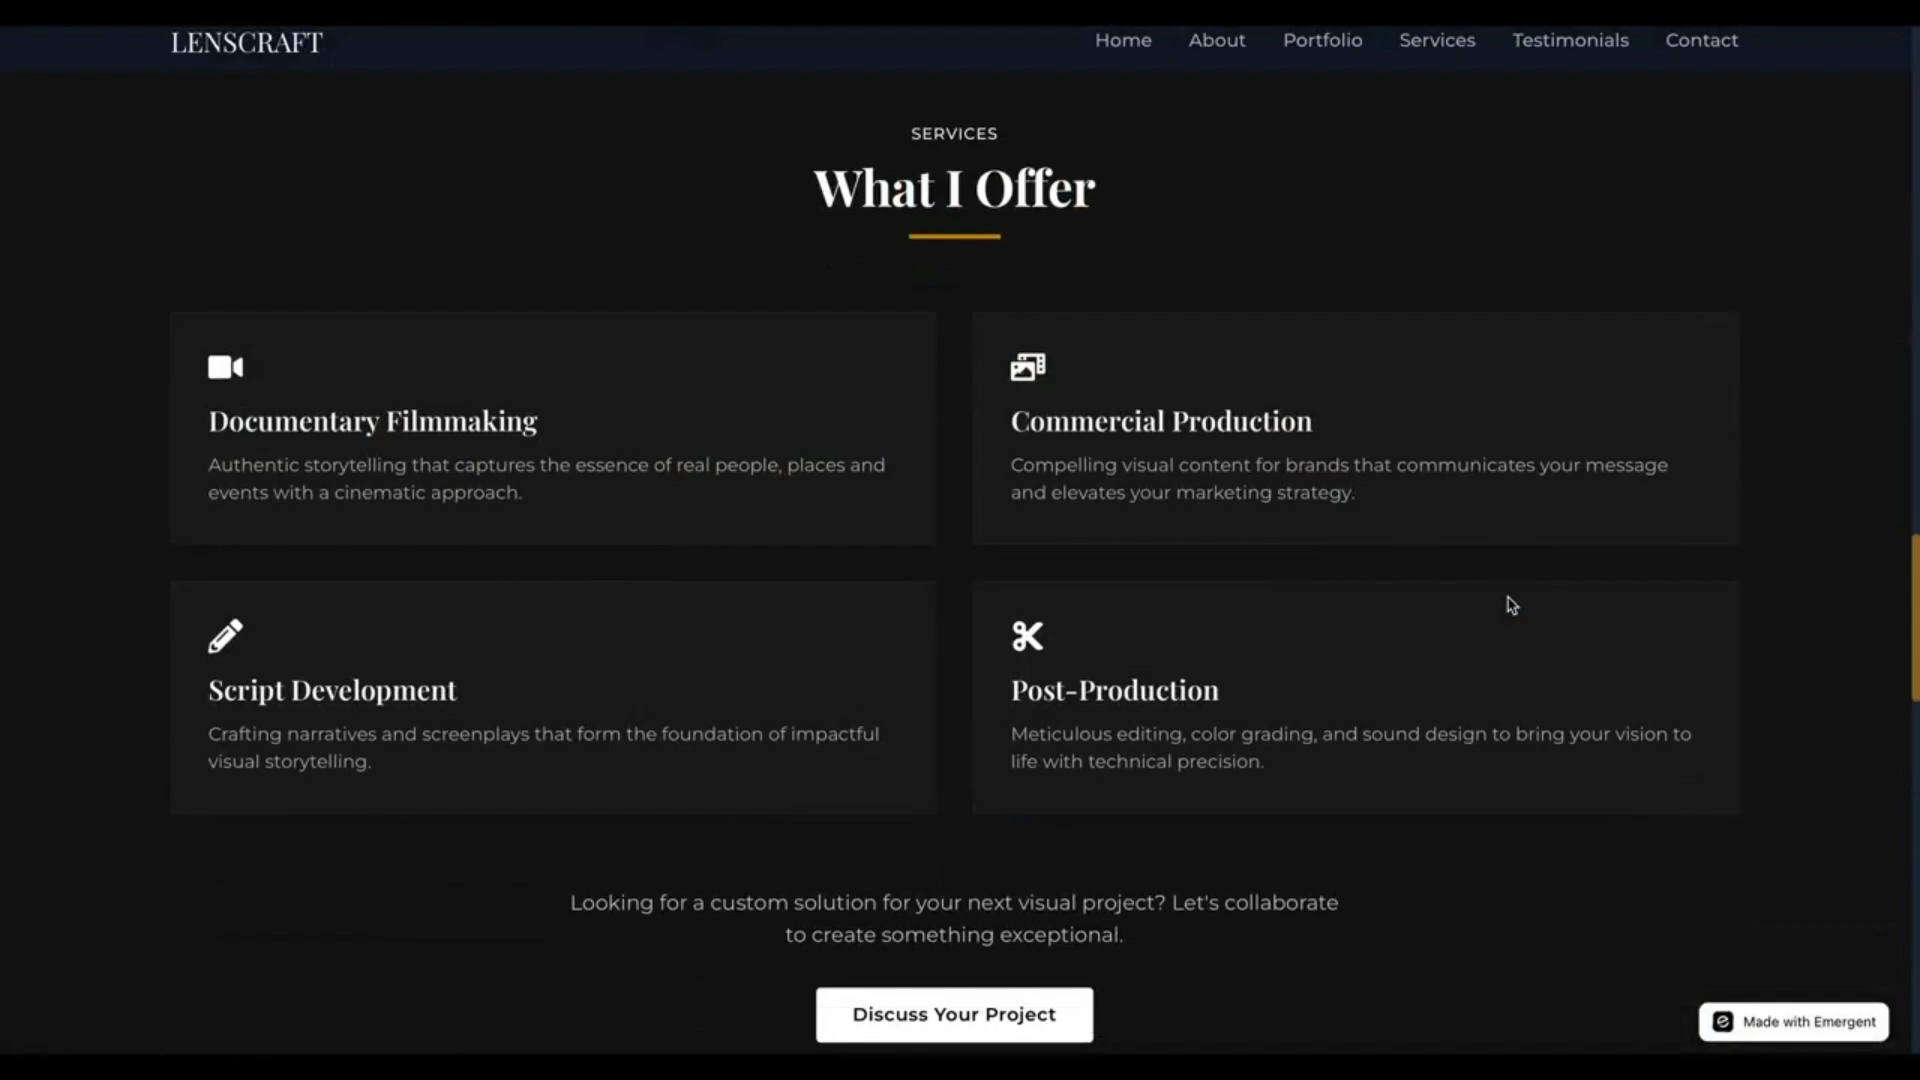 LENSCRAFT
Home About Portfolio Services Testimonials Contact
SERVICES
What I Offer
Documentary Filmmaking
Authentic storytelling that captures the essence of real people, places and
events with a cinematic approach.
Commercial Production
Compelling visual content for brands that communicates your message
and elevates your marketing strategy.
Script Development
Crafting narratives and screenplays that form the foundation of impactful
visual storytelling.
Post-Production
Meticulous editing, color grading, and sound design to bring your vision to
life with technical precision.
Looking for a custom solution for your next visual project? Let's collaborate
to create something exceptional.
Discuss Your Project
Made with Emergent